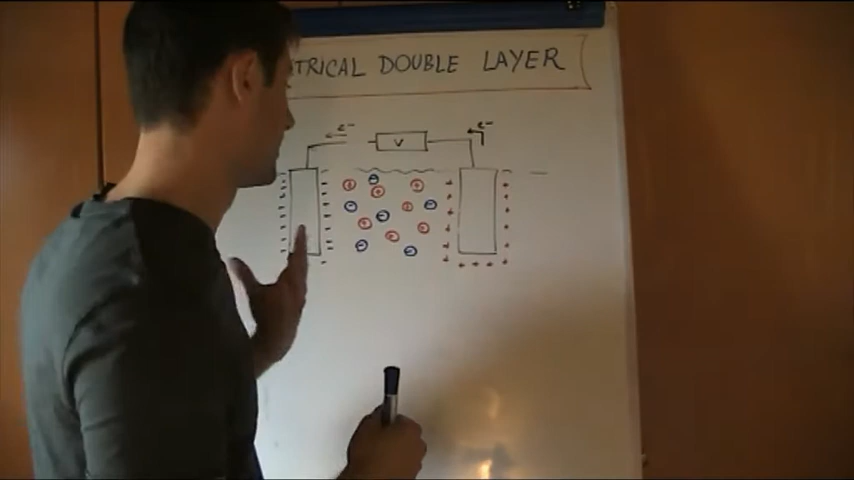 TRICAL DOUBLE LAYER
e⁻ V e⁻